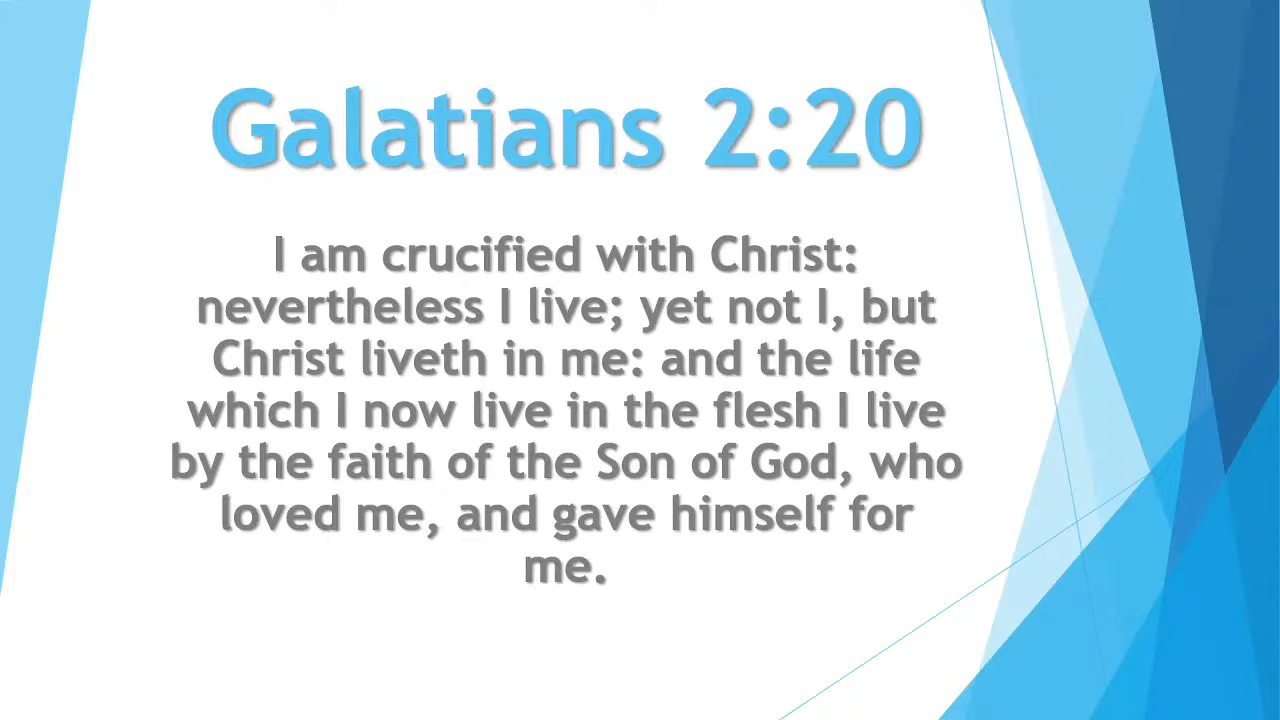 Galatians 2:20
I am crucified with Christ:
nevertheless I live; yet not I, but
Christ liveth in me: and the life
which I now live in the flesh I live
by the faith of the Son of God, who
loved me, and gave himself for
me.